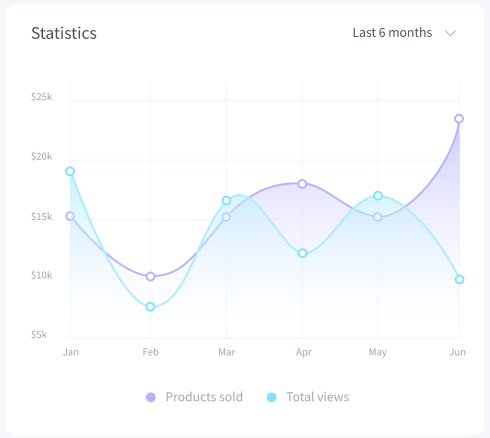 Statistics
Last 6 months
$25k
$20k
$15k
$10k
$5k
Jan Feb Mar Apr May Jun
Products sold Total views